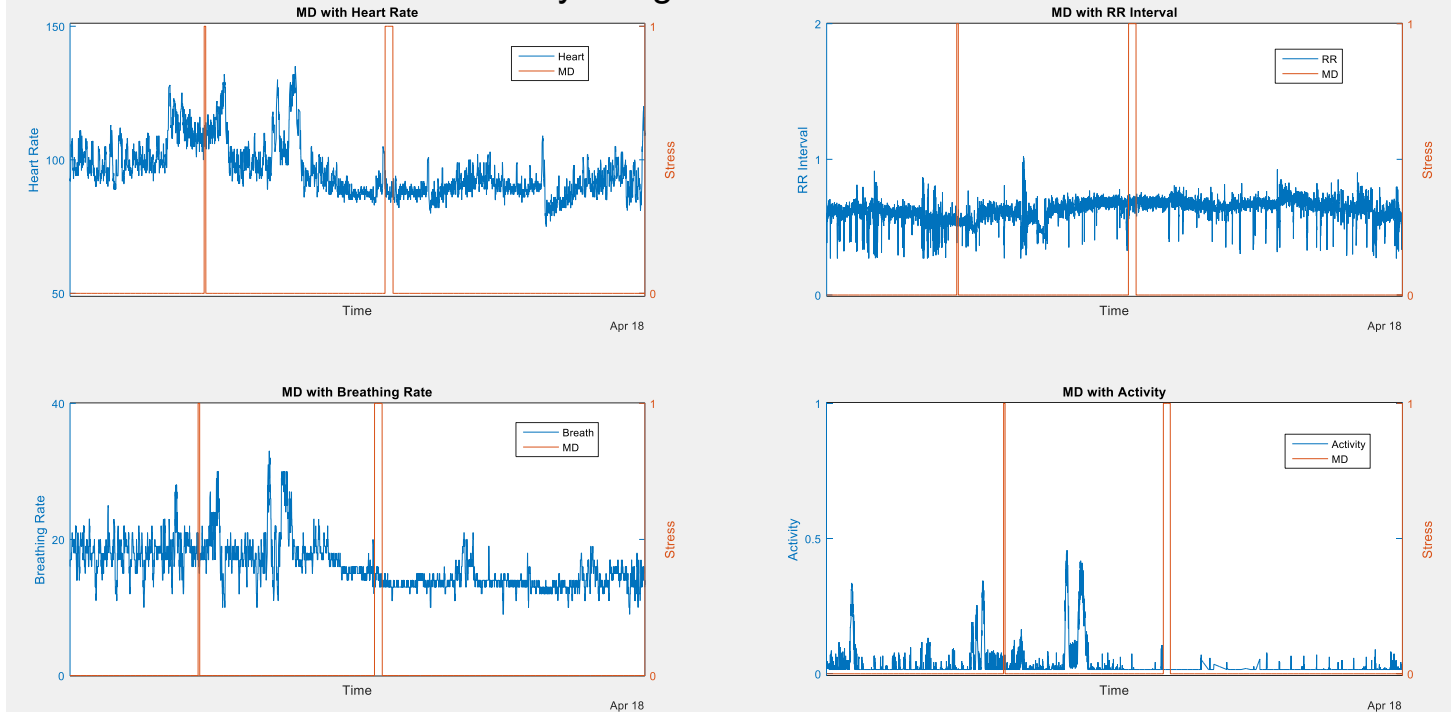 MD with Heart Rate
150
100
50
Heart Rate
1
0
Stress
Heart
MD
Time
Apr 18
MD with RR Interval
2
1
0
RR Interval
1
0
Stress
RR
MD
Time
Apr 18
MD with Breathing Rate
40
20
0
Breathing Rate
1
0
Stress
Breath
MD
Time
Apr 18
MD with Activity
1
0.5
0
Activity
1
0
Stress
Activity
MD
Time
Apr 18